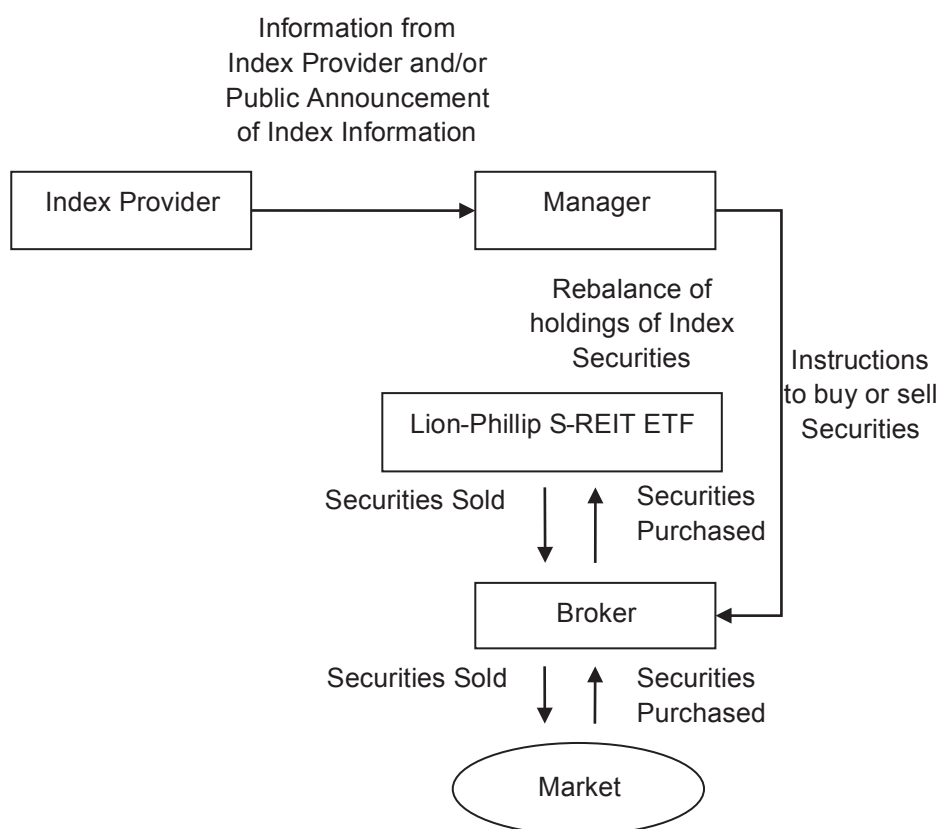 Information from
Index Provider and/or
Public Announcement
of Index Information
Index Provider
Manager
Rebalance of
holdings of Index
Securities
Instructions
to buy or sell
Securities
Lion-Phillip S-REIT ETF
Securities Sold
Securities
Purchased
Broker
Securities Sold
Securities
Purchased
Market